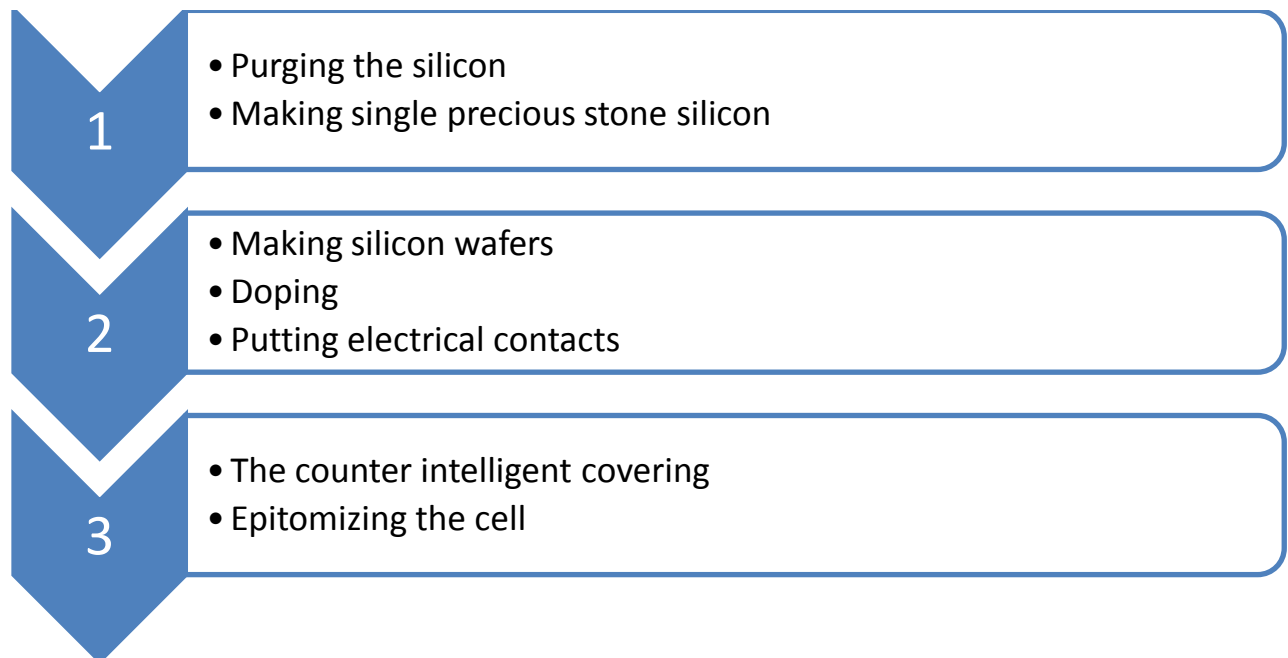 1
• Purging the silicon
• Making single precious stone silicon
2
• Making silicon wafers
• Doping
• Putting electrical contacts
3
• The counter intelligent covering
• Epitomizing the cell